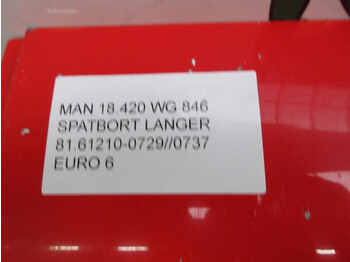 MAN 18.420 WG 846
SPATBORT LANGER
81.61210-0729//0737
EURO 6